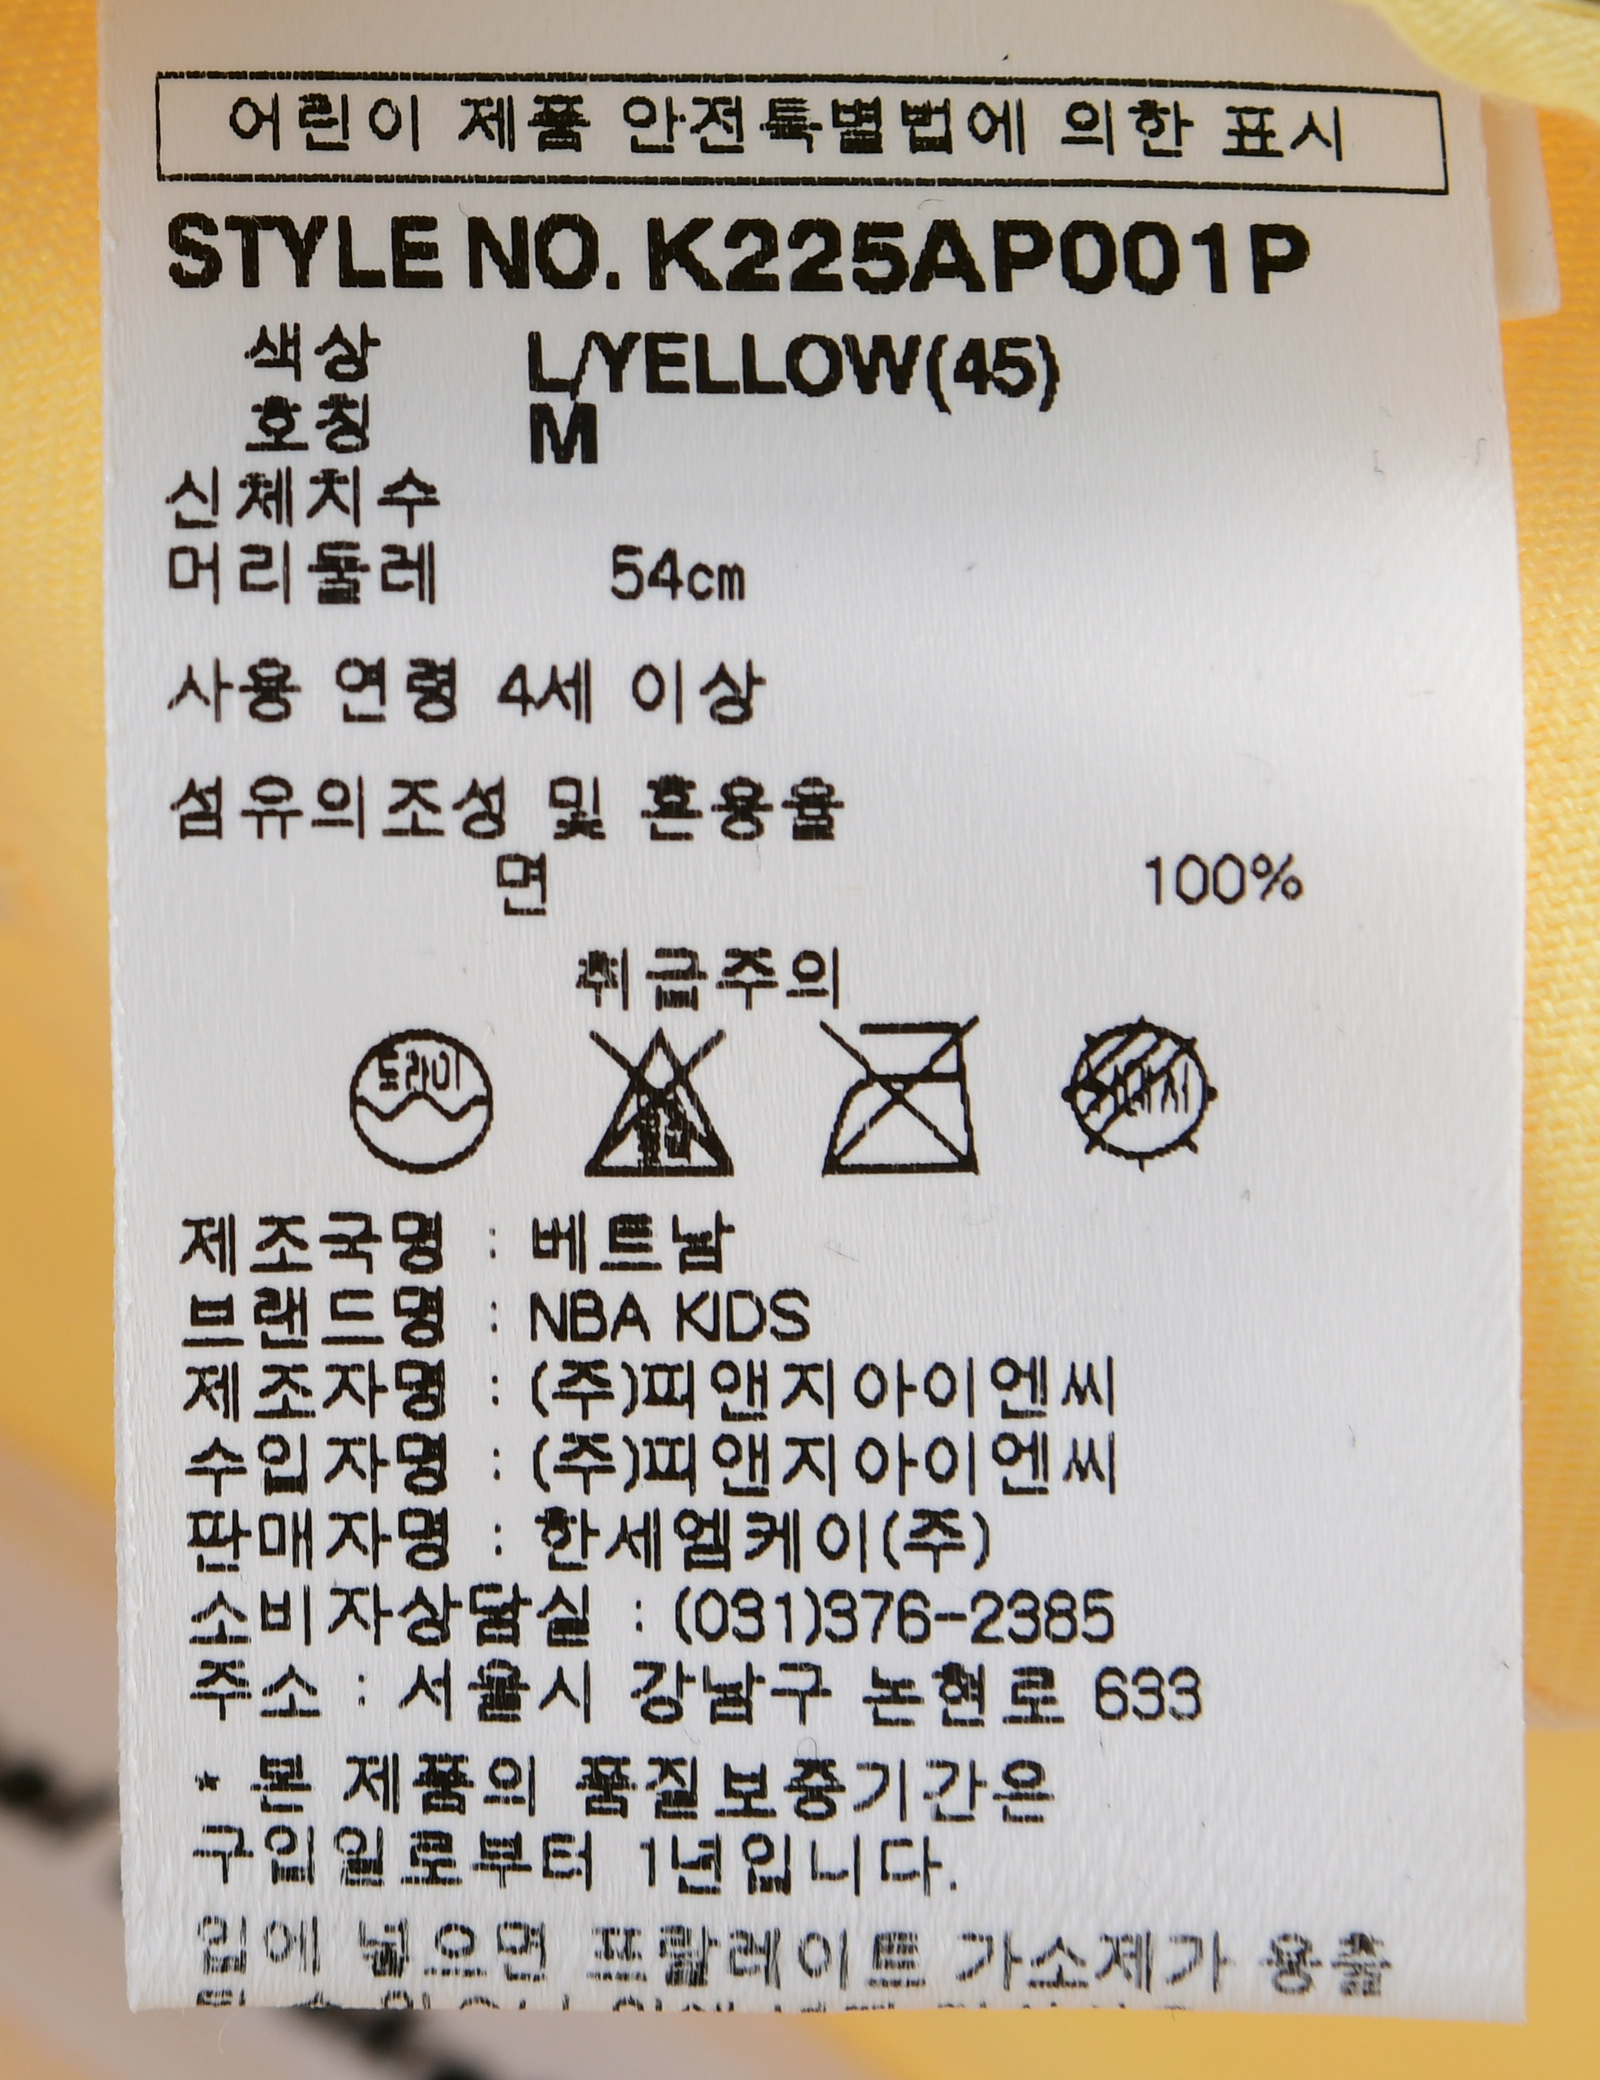 어린이 제품 안전특별법에 의한 표시
STYLE NO. K225AP001P
색상 L/YELLOW(45)
호칭 M
신체치수
머리둘레 54cm
사용 연령 4세 이상
섬유의조성 및 혼용율
면 100%
취급주의
드라이
제조국명 : 베트남
브랜드명 : NBA KIDS
제조자명 : (주)피앤지아이엔씨
수입자명 : (주)피앤지아이엔씨
판매자명 : 한세엠케이(주)
소비자상담실 : (031)376-2385
주소 : 서울시 강남구 논현로 633
* 본 제품의 품질보증기간은
구입일로부터 1년입니다.
입에 넣으면 프탈레이트 가소제가 용출